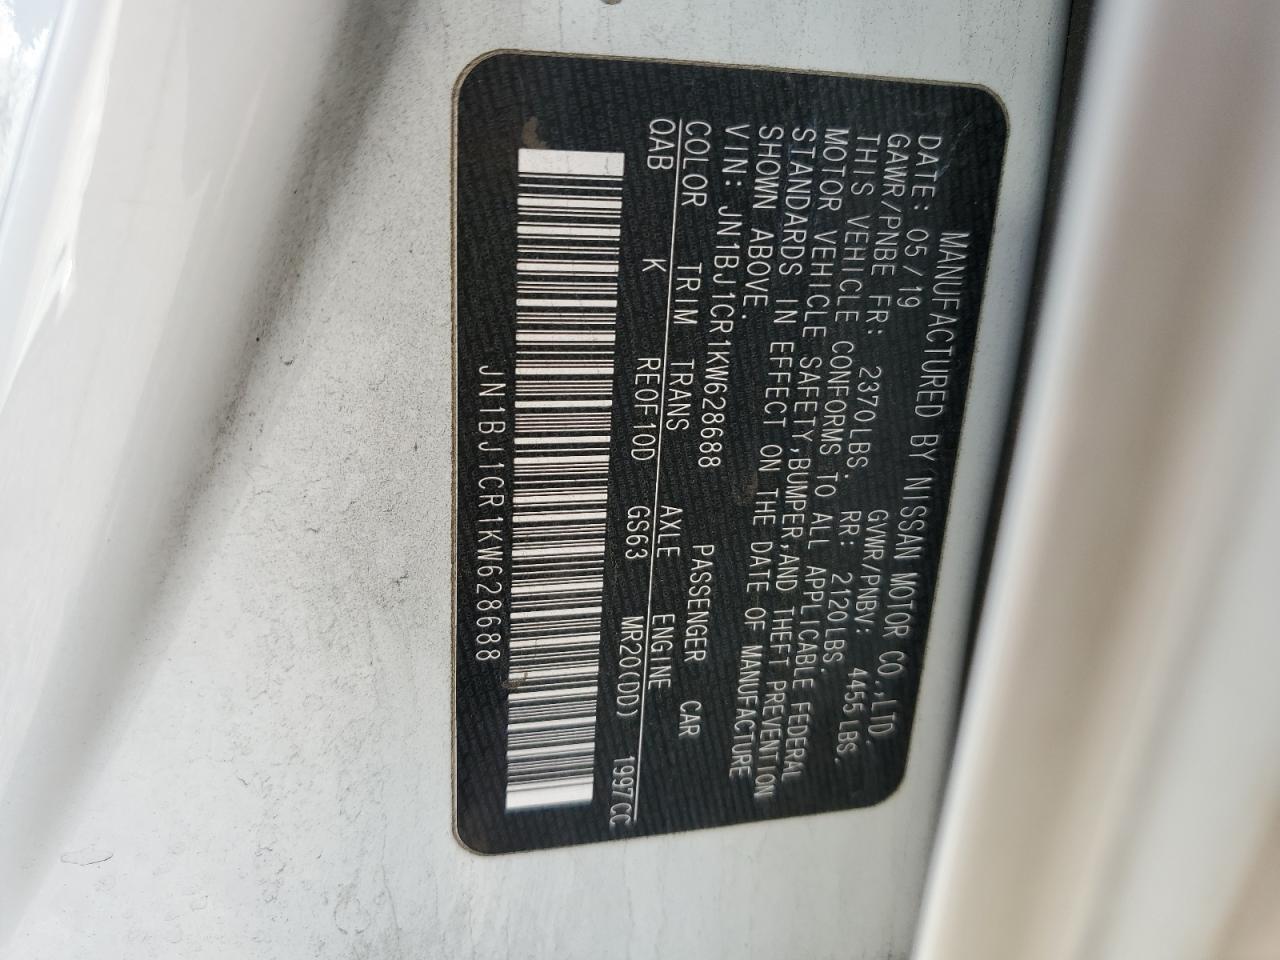 MANUFACTURED BY NISSAN MOTOR CO.,LTD.
DATE: 05/19 GVWR/PNBV: 4455 LBS.
GAWR/PNBE FR: 2370LBS. RR: 2120LBS.
THIS VEHICLE CONFORMS TO ALL APPLICABLE FEDERAL
MOTOR VEHICLE SAFETY,BUMPER,AND THEFT PREVENTION
STANDARDS IN EFFECT ON THE DATE OF MANUFACTURE
SHOWN ABOVE.
VIN: JN1BJ1CR1KW628688 PASSENGER CAR
COLOR TRIM TRANS AXLE ENGINE
QAB K RE0F10D GS63 MR20(DD) 1997CC
JN1BJ1CR1KW628688